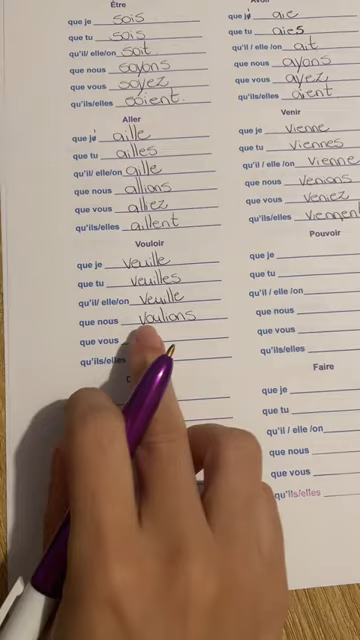 Être
que je sois
que tu sois
qu'il/ elle/on soit
que nous soyons
que vous soyez
qu'ils/elles soient
Aller
que j' aille
que tu ailles
qu'il/ elle/on aille
que nous allions
que vous alliez
qu'ils/elles aillent
Vouloir
que je veuille
que tu veuilles
qu'il/ elle/on veuille
que nous voulions
que vous
qu'ils/elles
Avoir
que j' aie
que tu aies
qu'il / elle /on ait
que nous ayons
que vous ayez
qu'ils/elles aient
Venir
que je vienne
que tu viennes
qu'il / elle /on vienne
que nous venions
que vous veniez
qu'ils/elles viennent
Pouvoir
que je
que tu
qu'il / elle /on
que nous
que vous
qu'ils/elles
Faire
que je
que tu
qu'il / elle /on
que nous
que vous
qu'ils/elles